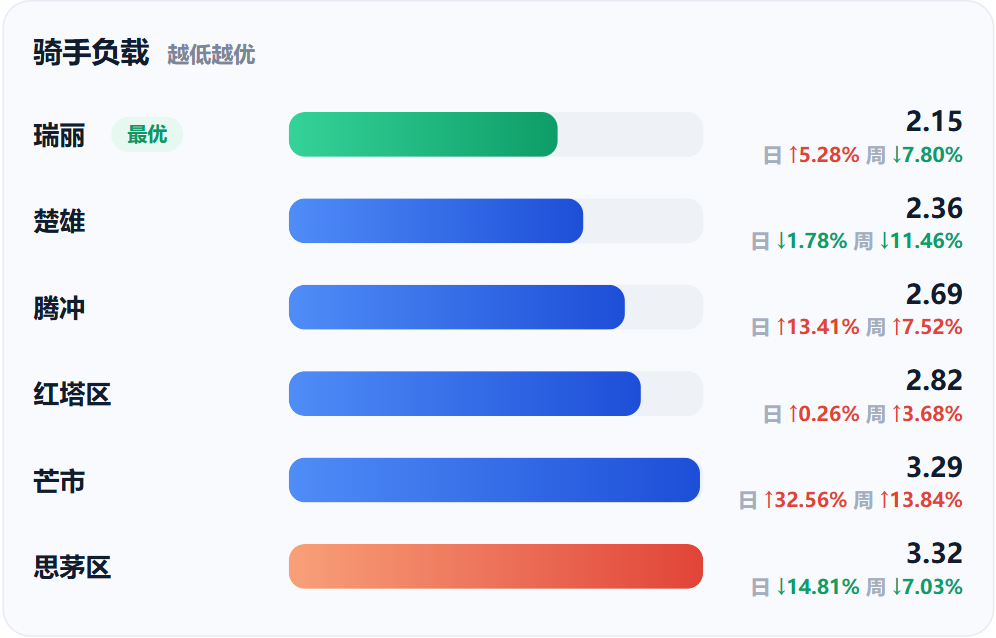 骑手负载 越低越优
瑞丽 最优 2.15
日 ↑5.28% 周 ↓7.80%
楚雄 2.36
日 ↓1.78% 周 ↓11.46%
腾冲 2.69
日 ↑13.41% 周 ↑7.52%
红塔区 2.82
日 ↑0.26% 周 ↑3.68%
芒市 3.29
日 ↑32.56% 周 ↑13.84%
思茅区 3.32
日 ↓14.81% 周 ↓7.03%